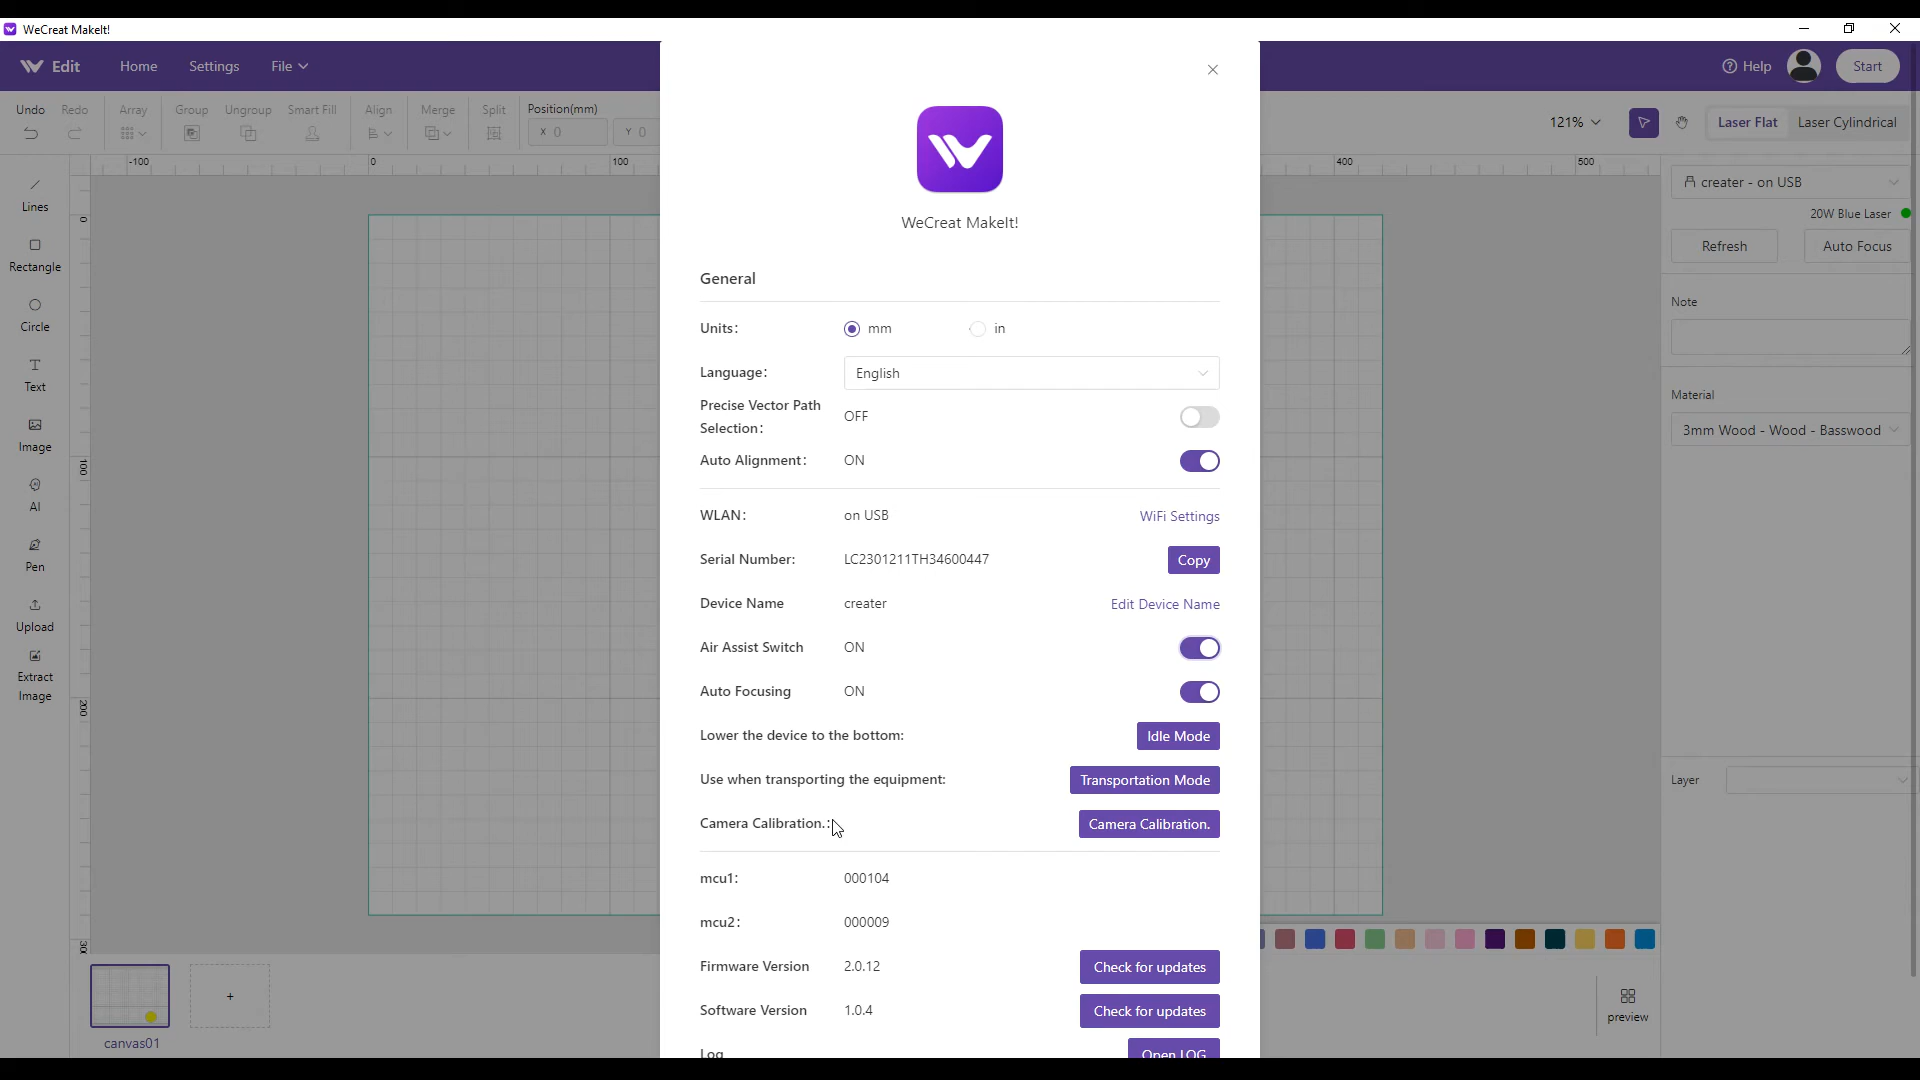 WeCreat MakeIt!
Edit
Home
Settings
File
Help
Start
Undo
Redo
Array
Group
Ungroup
Smart Fill
Align
Merge
Split
Position(mm)
X 0
Y 0
121%
Laser Flat
Laser Cylindrical
-100
0
100
400
500
0
100
200
Lines
Rectangle
Circle
Text
Image
AI
Pen
Upload
Extract
Image
WeCreat MakeIt!
General
Units:
mm
in
Language:
English
Precise Vector Path
Selection:
OFF
Auto Alignment:
ON
WLAN:
on USB
WiFi Settings
Serial Number:
LC2301211TH34600447
Copy
Device Name
creater
Edit Device Name
Air Assist Switch
ON
Auto Focusing
ON
Lower the device to the bottom:
Idle Mode
Use when transporting the equipment:
Transportation Mode
Camera Calibration.:
Camera Calibration.
mcu1:
000104
mcu2:
000009
Firmware Version
2.0.12
Check for updates
Software Version
1.0.4
Check for updates
Log
Open LOG
creater - on USB
20W Blue Laser
Refresh
Auto Focus
Note
Material
3mm Wood - Wood - Basswood
Layer
+
canvas01
preview